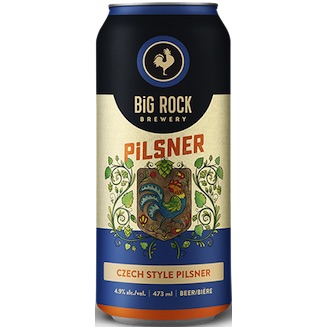 BiG ROCK
BREWERY
PiLSNER
CZECH STYLE PILSNER
4.9% alc./vol. | 473 ml | BEER/BIÈRE